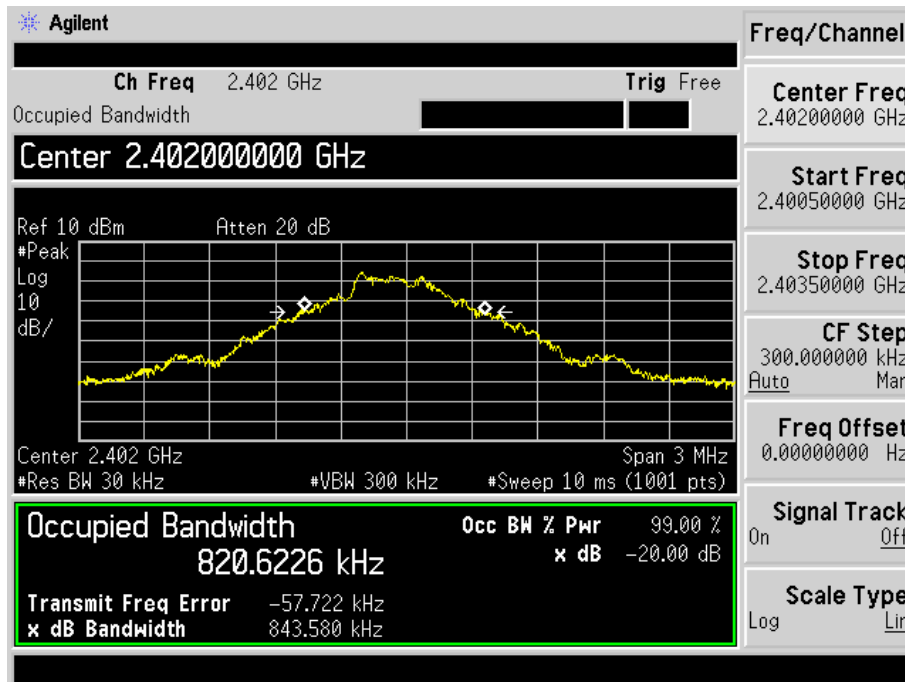 Agilent
Ch Freq 2.402 GHz Trig Free
Occupied Bandwidth
Center 2.402000000 GHz
Ref 10 dBm Atten 20 dB
#Peak
Log
10
dB/
Center 2.402 GHz Span 3 MHz
#Res BW 30 kHz #VBW 300 kHz #Sweep 10 ms (1001 pts)
Occupied Bandwidth
820.6226 kHz
Occ BW % Pwr 99.00 %
x dB -20.00 dB
Transmit Freq Error -57.722 kHz
x dB Bandwidth 843.580 kHz
Freq/Channel
Center Freq
2.40200000 GHz
Start Freq
2.40050000 GHz
Stop Freq
2.40350000 GHz
CF Step
300.000000 kHz
Auto Man
Freq Offset
0.00000000 Hz
Signal Track
On Off
Scale Type
Log Lin